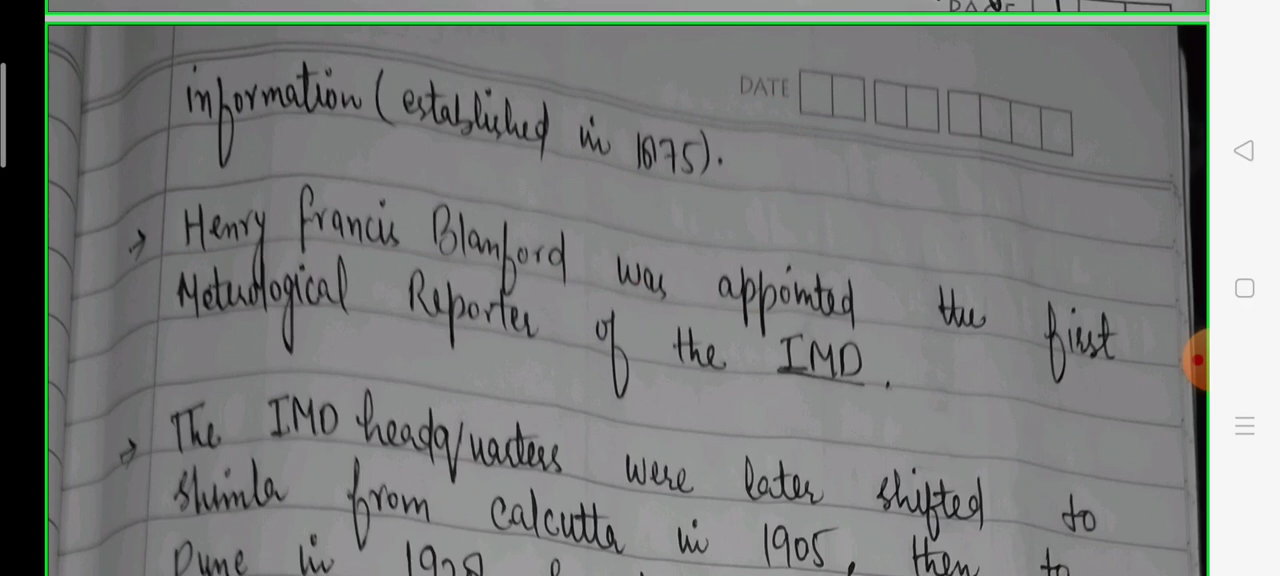 information (established in 1875).
DATE
→ Henry Francis Blanford was appointed the first
Meteorological Reporter of the IMD.
→ The IMD headquarters were later shifted to
Shimla from Calcutta in 1905, then to
Pune in 1928